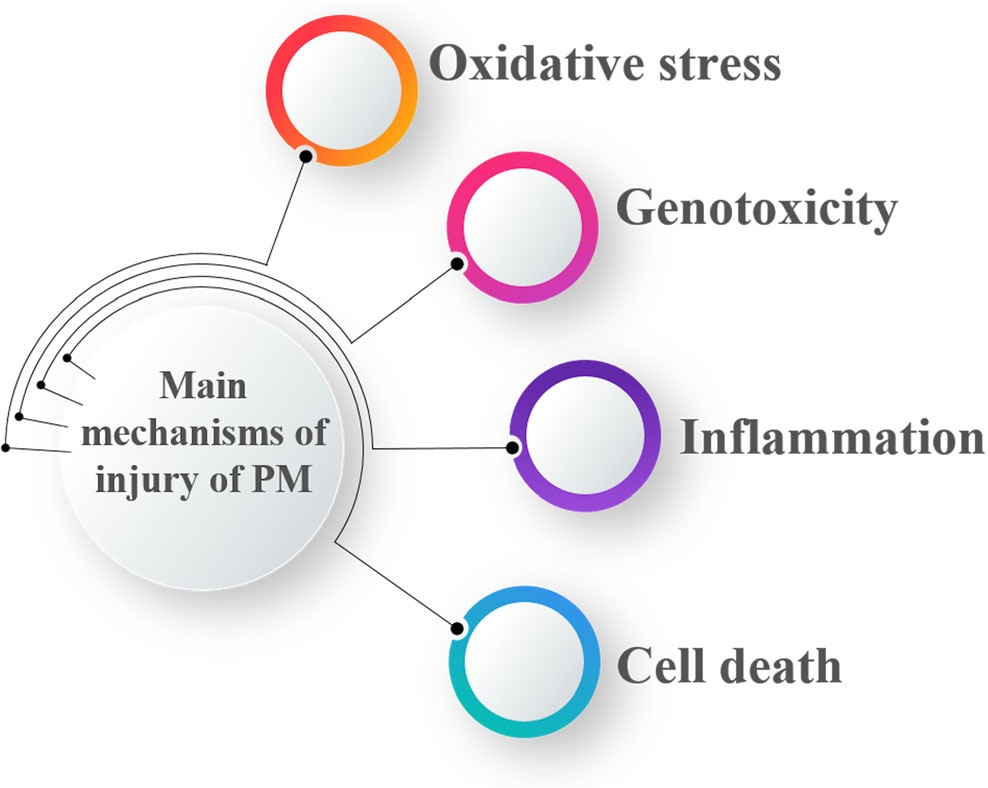 Oxidative stress
Genotoxicity
Main
mechanisms of
injury of PM
Inflammation
Cell death